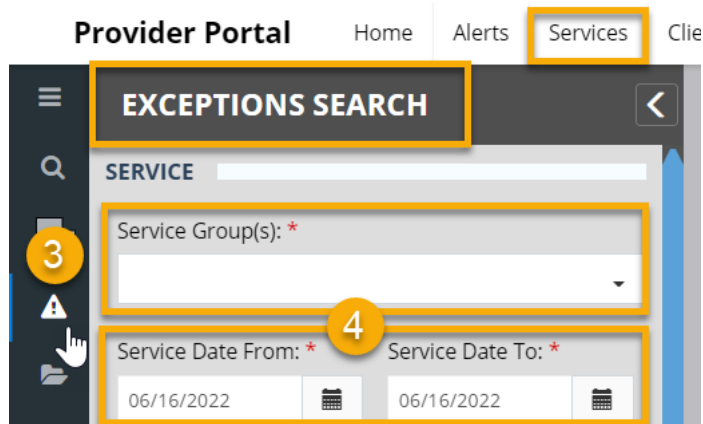 Provider Portal Home Alerts Services Clie
EXCEPTIONS SEARCH
SERVICE
Service Group(s): *
3
4
Service Date From: * Service Date To: *
06/16/2022 06/16/2022